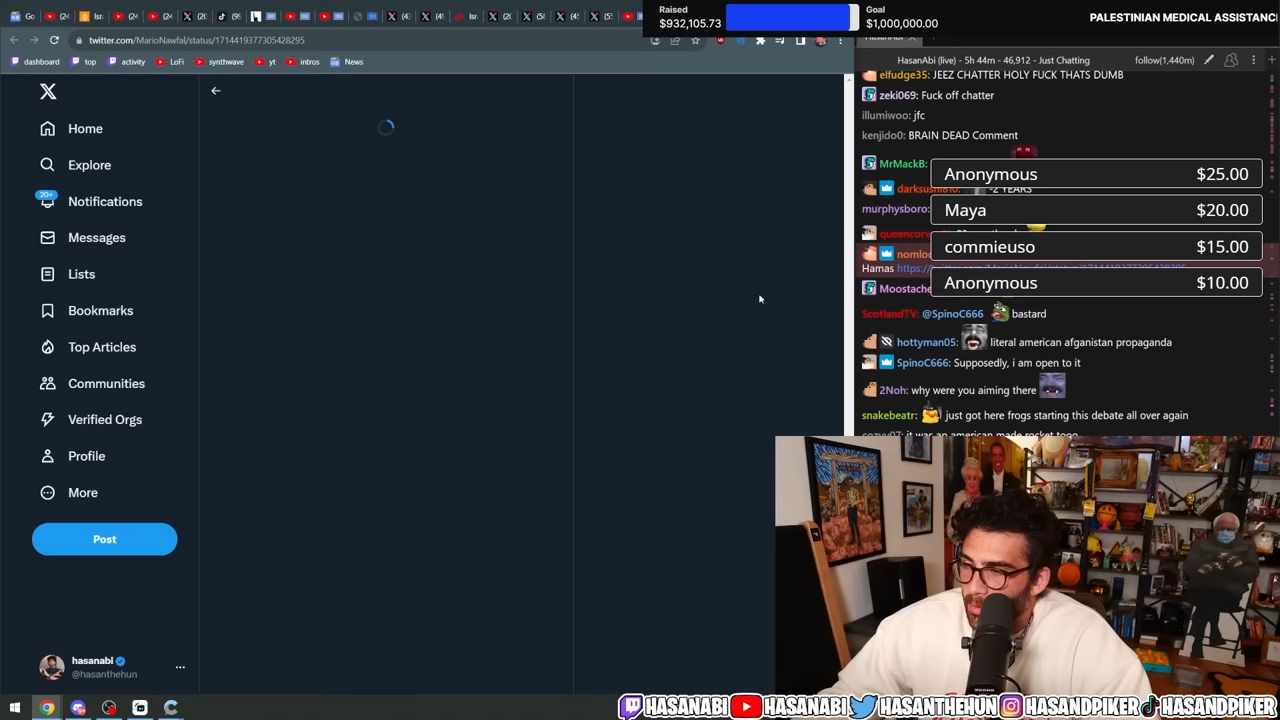 Raised
$932,105.73
Goal
$1,000,000.00
PALESTINIAN MEDICAL ASSISTANC
twitter.com/MarioNawfal/status/1714419377305428295
dashboard top activity LoFi synthwave yt intros News
HasanAbi (live) - 5h 44m - 46,912 - Just Chatting follow(1,440m)
X
Home
Explore
20+
Notifications
Messages
Lists
Bookmarks
Top Articles
Communities
Verified Orgs
Profile
More
Post
hasanabi
@hasanthehun
elfudge35: JEEZ CHATTER HOLY FUCK THATS DUMB
zeki069: Fuck off chatter
illumiwoo: jfc
kenjido0: BRAIN DEAD Comment
MrMackB:
Anonymous $25.00
-2 YEARS
murphysboro:
Maya $20.00
commieuso $15.00
Hamas
Anonymous $10.00
ScotlandTV: @SpinoC666 bastard
hottyman05: literal american afganistan propaganda
SpinoC666: Supposedly, i am open to it
2Noh: why were you aiming there
snakebeatr: just got here frogs starting this debate all over again
HASANABI HASANABI HASANTHEHUN HASANDPIKER HASANDPIKER